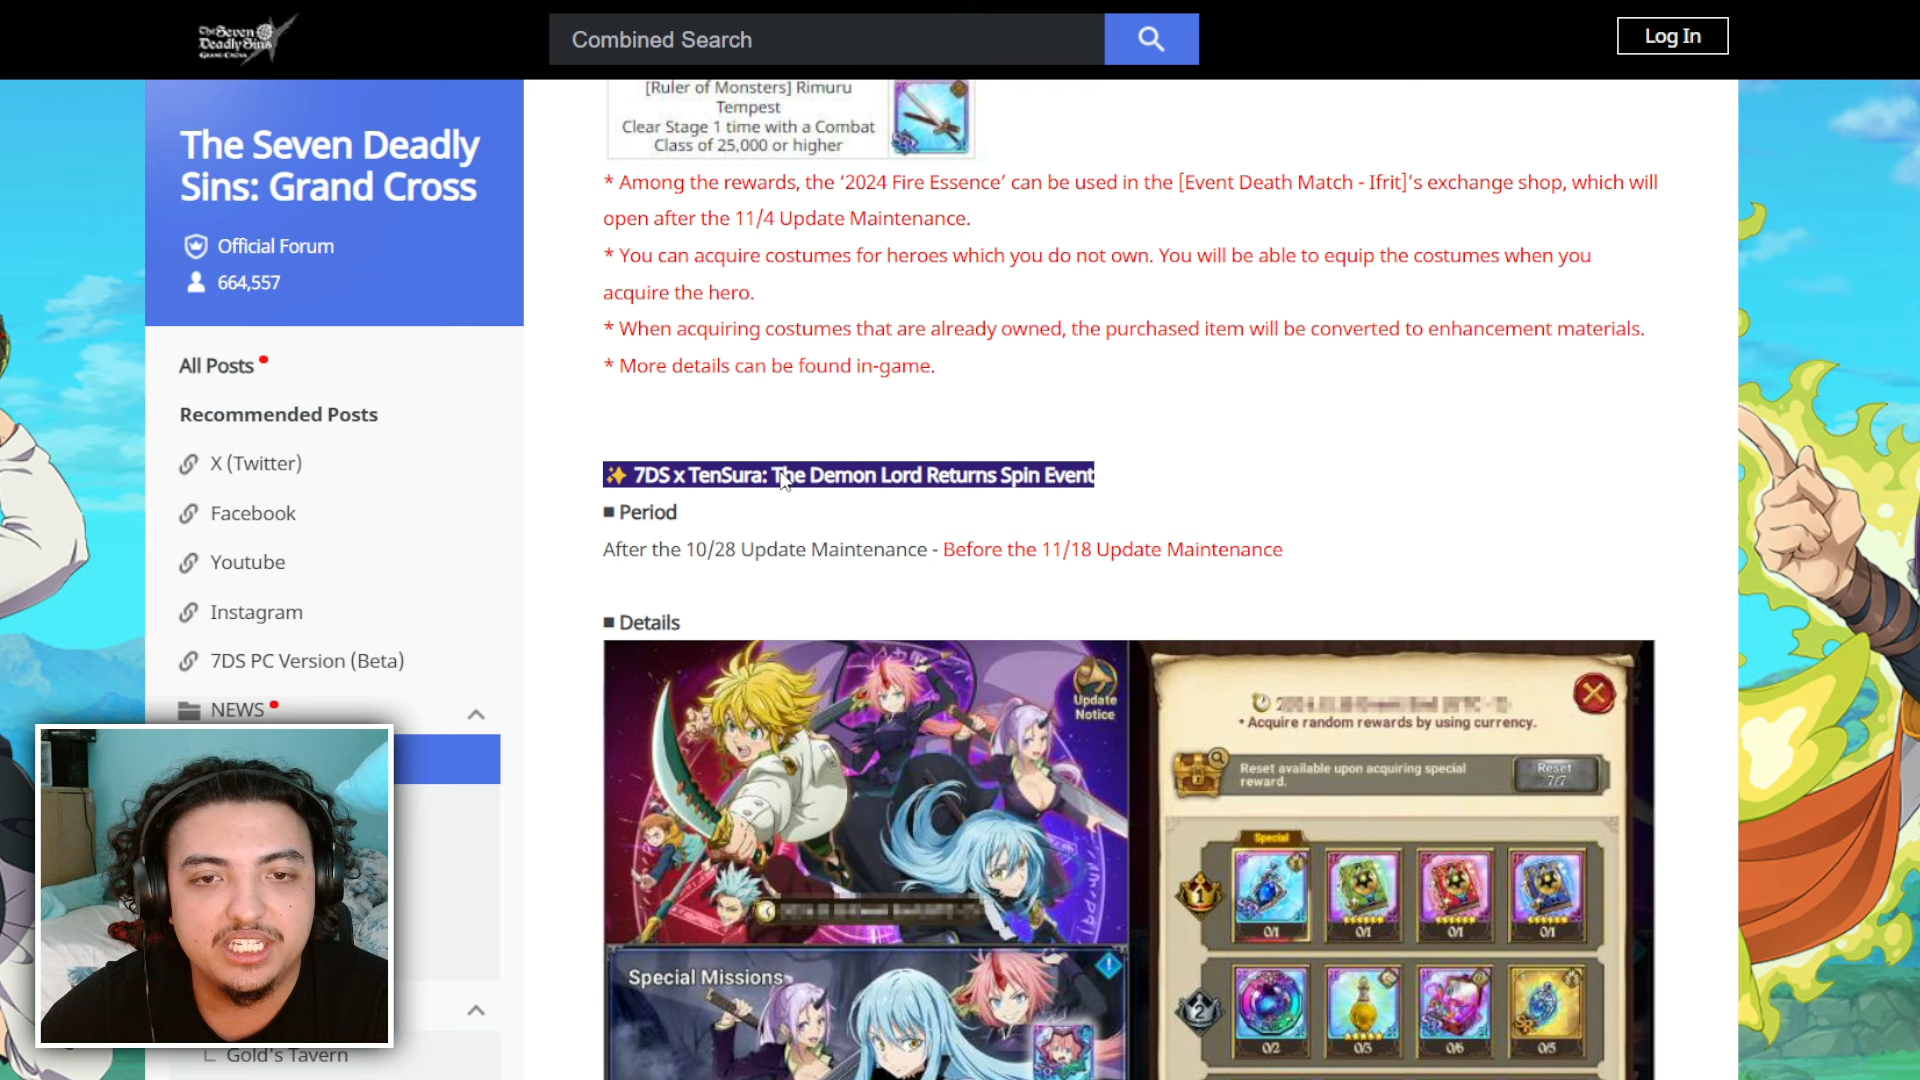 The Seven
Deadly Sins
GRAND CROSS
Combined Search
Log In
The Seven Deadly
Sins: Grand Cross
Official Forum
664,557
All Posts
Recommended Posts
X (Twitter)
Facebook
Youtube
Instagram
7DS PC Version (Beta)
NEWS
Gold's Tavern
[Ruler of Monsters] Rimuru
Tempest
Clear Stage 1 time with a Combat
Class of 25,000 or higher
* Among the rewards, the ‘2024 Fire Essence’ can be used in the [Event Death Match - Ifrit]’s exchange shop, which will
open after the 11/4 Update Maintenance.
* You can acquire costumes for heroes which you do not own. You will be able to equip the costumes when you
acquire the hero.
* When acquiring costumes that are already owned, the purchased item will be converted to enhancement materials.
* More details can be found in-game.
✨ 7DS x TenSura: The Demon Lord Returns Spin Event
■ Period
After the 10/28 Update Maintenance - Before the 11/18 Update Maintenance
■ Details
Update
Notice
Special Missions
• Acquire random rewards by using currency.
Reset available upon acquiring special
reward.
Reset
7/7
Special
1
0/1 0/1 0/1 0/1
2
0/2 0/3 0/6 0/5